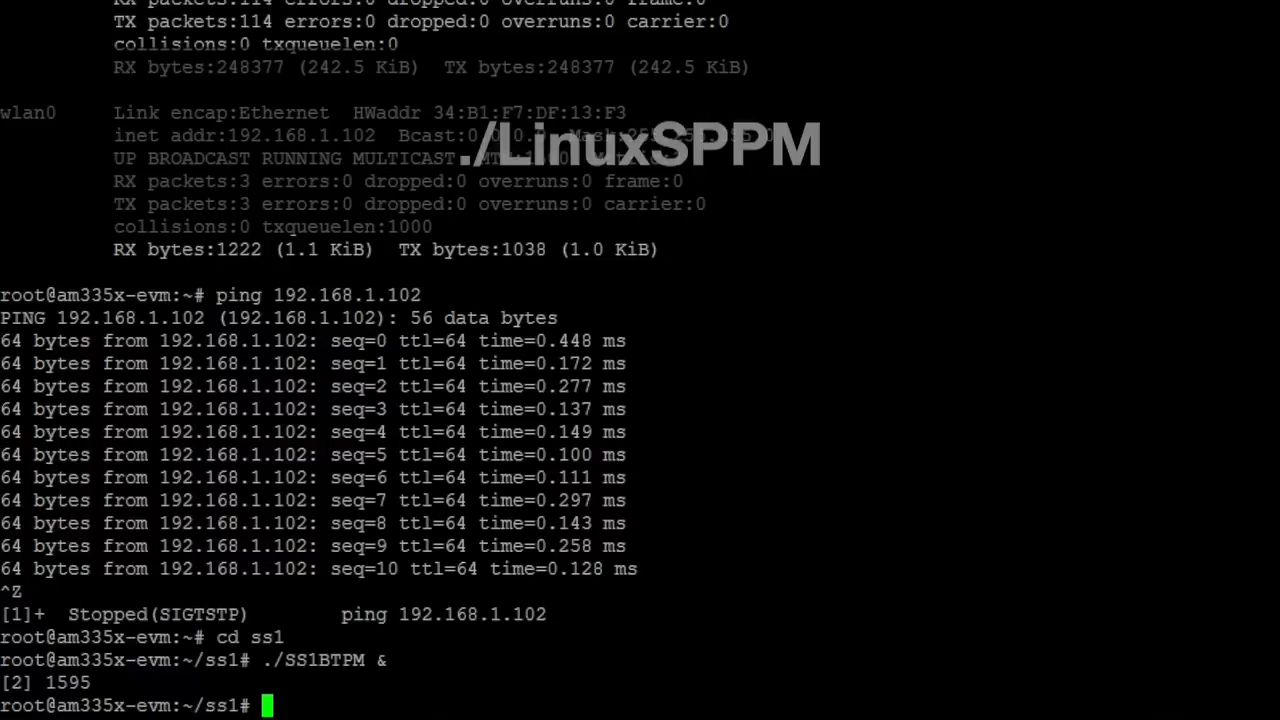 RX packets:114 errors:0 dropped:0 overruns:0 frame:0
TX packets:114 errors:0 dropped:0 overruns:0 carrier:0
collisions:0 txqueuelen:0
RX bytes:248377 (242.5 KiB)  TX bytes:248377 (242.5 KiB)
wlan0     Link encap:Ethernet  HWaddr 34:B1:F7:DF:13:F3
inet addr:192.168.1.102  Bcast:
./LinuxSPPM
UP BROADCAST RUNNING MULTICAST
RX packets:3 errors:0 dropped:0 overruns:0 frame:0
TX packets:3 errors:0 dropped:0 overruns:0 carrier:0
collisions:0 txqueuelen:1000
RX bytes:1222 (1.1 KiB)  TX bytes:1038 (1.0 KiB)
root@am335x-evm:~# ping 192.168.1.102
PING 192.168.1.102 (192.168.1.102): 56 data bytes
64 bytes from 192.168.1.102: seq=0 ttl=64 time=0.448 ms
64 bytes from 192.168.1.102: seq=1 ttl=64 time=0.172 ms
64 bytes from 192.168.1.102: seq=2 ttl=64 time=0.277 ms
64 bytes from 192.168.1.102: seq=3 ttl=64 time=0.137 ms
64 bytes from 192.168.1.102: seq=4 ttl=64 time=0.149 ms
64 bytes from 192.168.1.102: seq=5 ttl=64 time=0.100 ms
64 bytes from 192.168.1.102: seq=6 ttl=64 time=0.111 ms
64 bytes from 192.168.1.102: seq=7 ttl=64 time=0.297 ms
64 bytes from 192.168.1.102: seq=8 ttl=64 time=0.143 ms
64 bytes from 192.168.1.102: seq=9 ttl=64 time=0.258 ms
64 bytes from 192.168.1.102: seq=10 ttl=64 time=0.128 ms
^Z
[1]+  Stopped(SIGTSTP)        ping 192.168.1.102
root@am335x-evm:~# cd ss1
root@am335x-evm:~/ss1# ./SS1BTPM &
[2] 1595
root@am335x-evm:~/ss1#